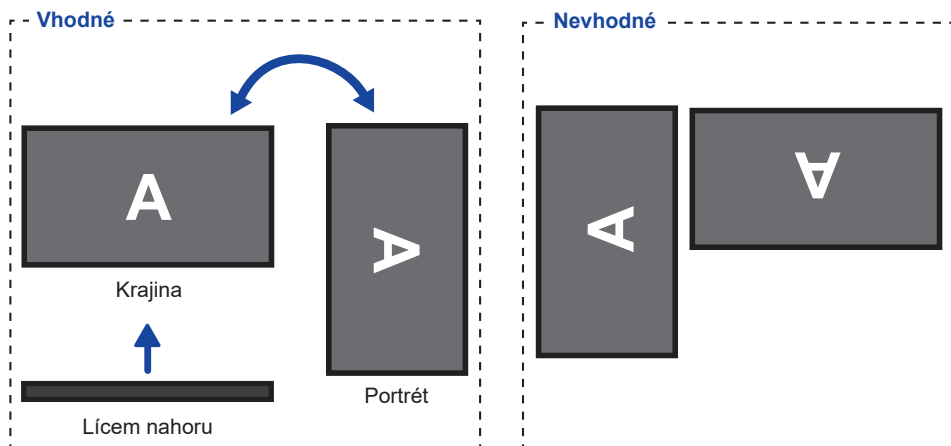 Vhodné
A
Krajina
Lícem nahoru
A
Portrét
Nevhodné
A
A